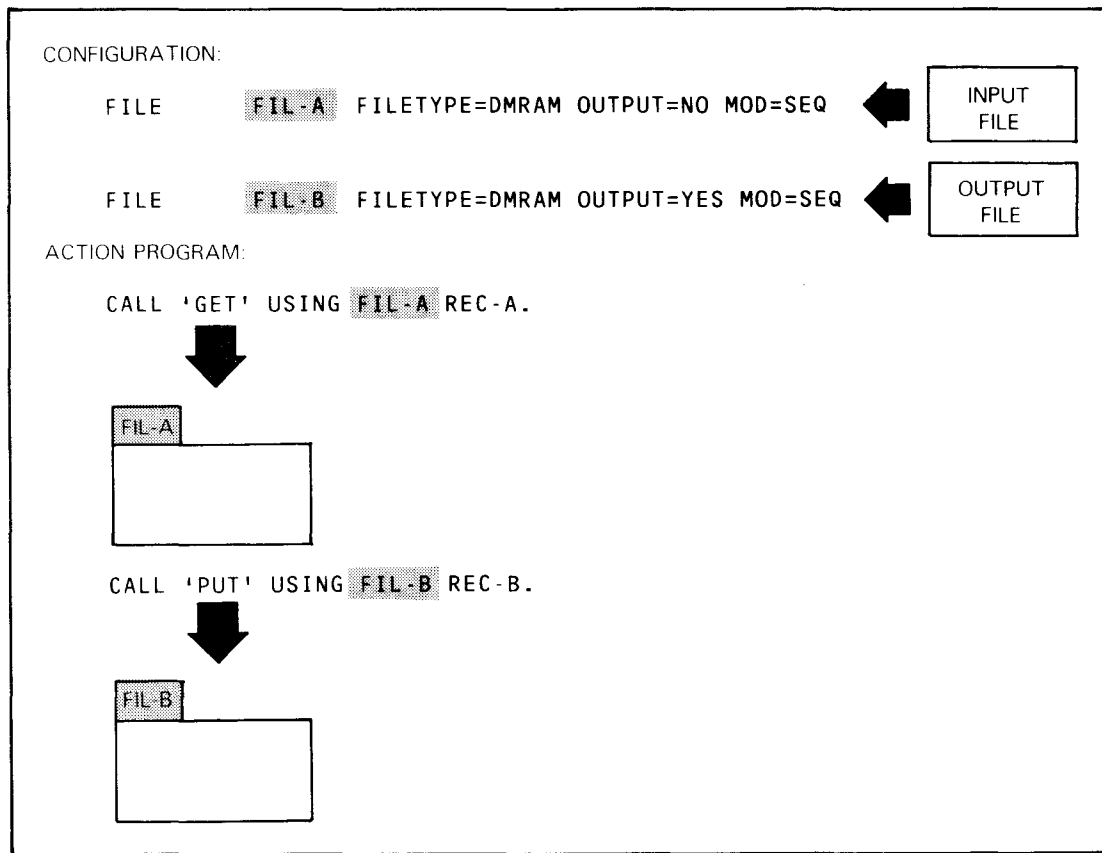 CONFIGURATION:
FILE FIL-A FILETYPE=DMRAM OUTPUT=NO MOD=SEQ
INPUT
FILE
FILE FIL-B FILETYPE=DMRAM OUTPUT=YES MOD=SEQ
OUTPUT
FILE
ACTION PROGRAM:
CALL 'GET' USING FIL-A REC-A.
FIL-A
CALL 'PUT' USING FIL-B REC-B.
FIL-B